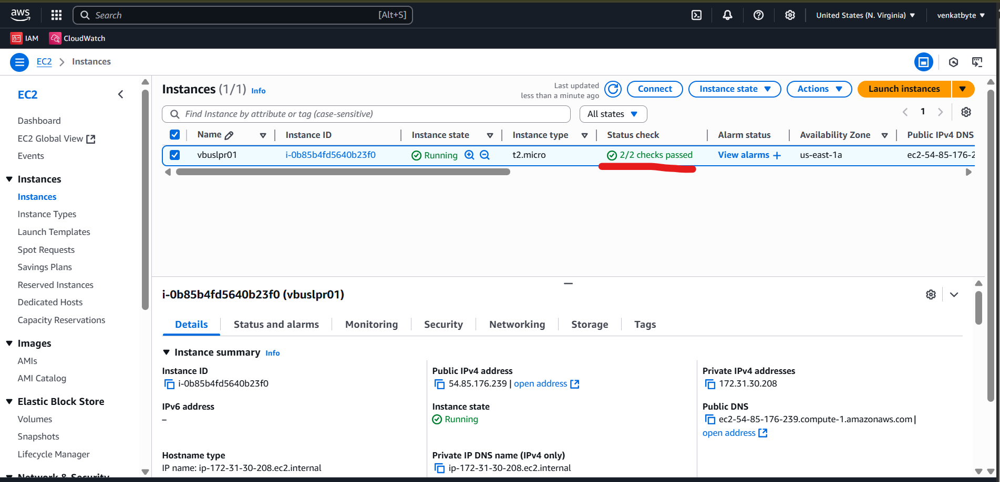 aws Search [Alt+S] United States (N. Virginia) venkatbyte
IAM CloudWatch
EC2 Instances
EC2
Dashboard
EC2 Global View
Events
Instances
Instances
Instance Types
Launch Templates
Spot Requests
Savings Plans
Reserved Instances
Dedicated Hosts
Capacity Reservations
Images
AMIs
AMI Catalog
Elastic Block Store
Volumes
Snapshots
Lifecycle Manager
Network & Security
Instances (1/1) Info
Last updated
less than a minute ago
Connect Instance state Actions Launch instances
Find Instance by attribute or tag (case-sensitive) All states 1
Name Instance ID Instance state Instance type Status check Alarm status Availability Zone Public IPv4 DNS
vbuslpr01 i-0b85b4fd5640b23f0 Running t2.micro 2/2 checks passed View alarms + us-east-1a ec2-54-85-176-2
i-0b85b4fd5640b23f0 (vbuslpr01)
Details Status and alarms Monitoring Security Networking Storage Tags
Instance summary Info
Instance ID
i-0b85b4fd5640b23f0
Public IPv4 address
54.85.176.239 | open address
Private IPv4 addresses
172.31.30.208
IPv6 address
–
Instance state
Running
Public DNS
ec2-54-85-176-239.compute-1.amazonaws.com |
open address
Hostname type
IP name: ip-172-31-30-208.ec2.internal
Private IP DNS name (IPv4 only)
ip-172-31-30-208.ec2.internal